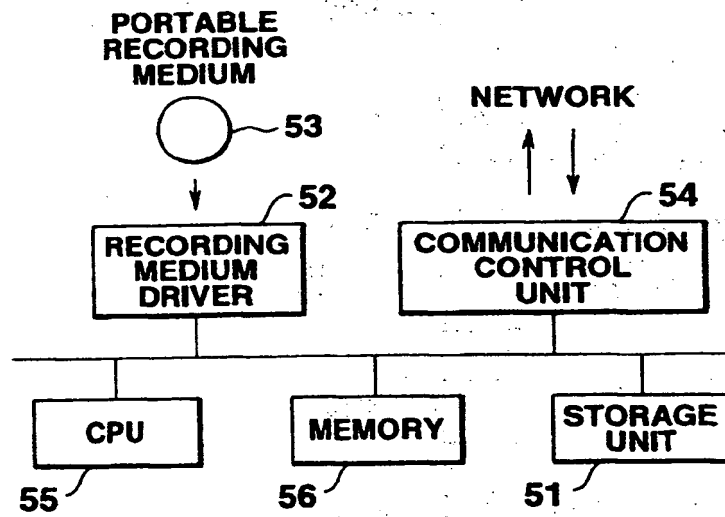 PORTABLE
RECORDING
MEDIUM
53
NETWORK
52
54
RECORDING
MEDIUM
DRIVER
COMMUNICATION
CONTROL
UNIT
CPU
MEMORY
STORAGE
UNIT
55
56
51